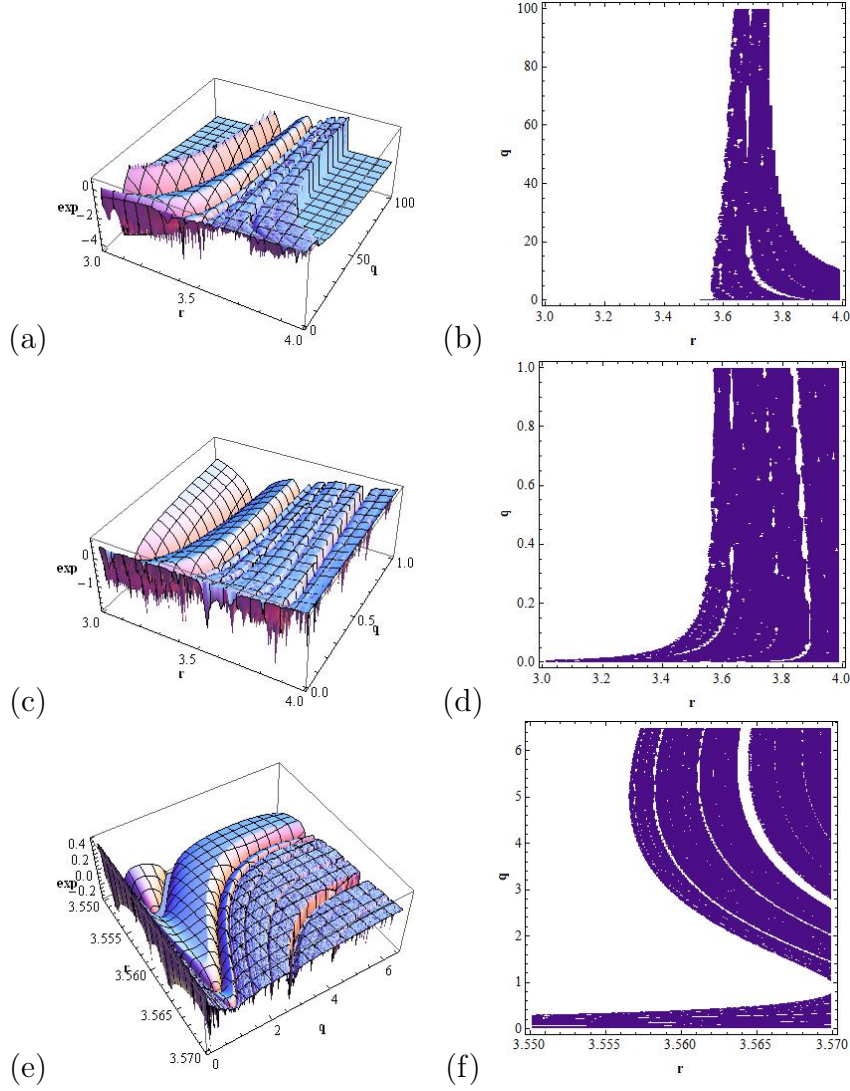 (a)
0
exp −2
−4
3.0
3.5
r
4.0
0
50
q
100
(b)
100
80
60
q
40
20
0
3.0 3.2 3.4 3.6 3.8 4.0
r
(c)
0
exp
−1
3.0
3.5
r
4.0
0.0
0.5
q
1.0
(d)
1.0
0.8
0.6
q
0.4
0.2
0.0
3.0 3.2 3.4 3.6 3.8 4.0
r
(e)
0.4
0.2
0.0
exp
−0.2
3.550
3.555
r
3.560
3.565
3.570
0
2
q
4
6
(f)
6
5
4
q
3
2
1
0
3.550 3.555 3.560 3.565 3.570
r